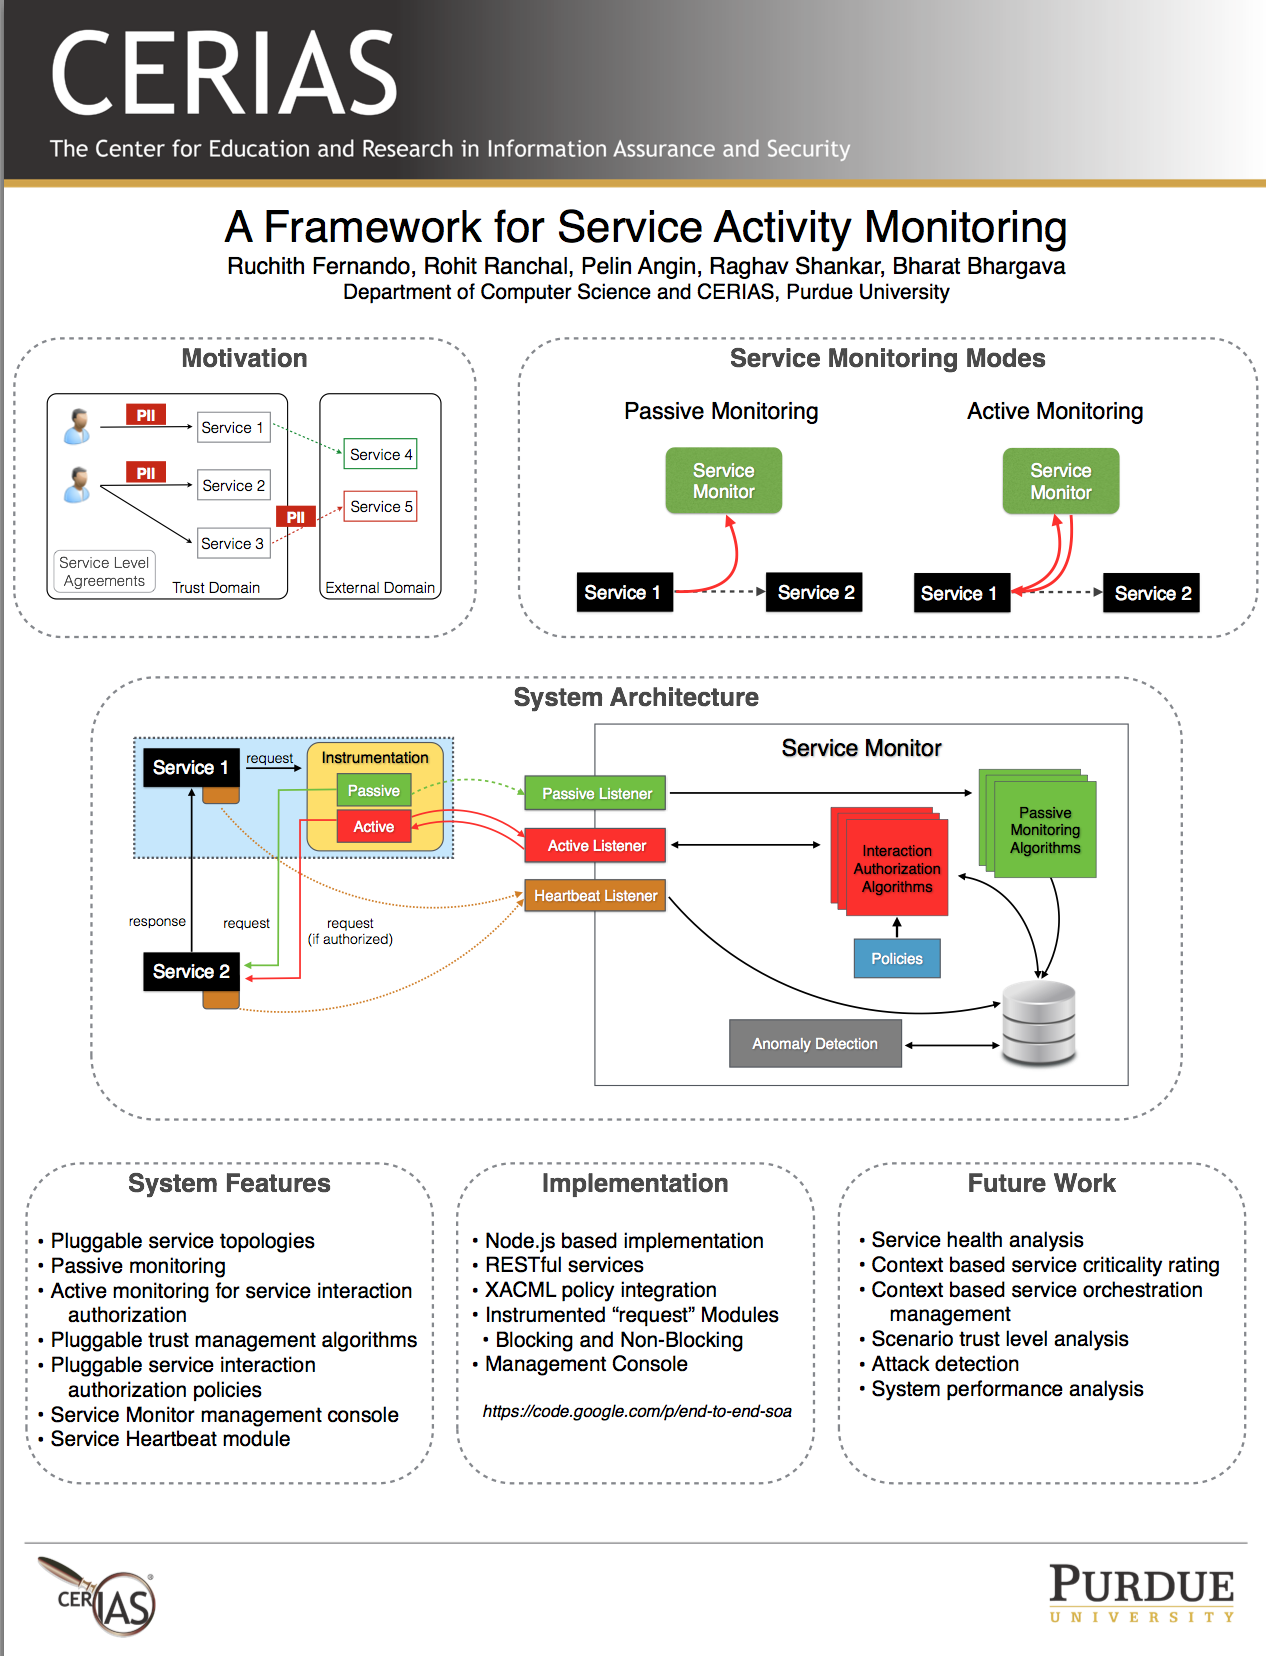 CERIAS
The Center for Education and Research in Information Assurance and Security
A Framework for Service Activity Monitoring
Ruchith Fernando, Rohit Ranchal, Pelin Angin, Raghav Shankar, Bharat Bhargava
Department of Computer Science and CERIAS, Purdue University
Motivation
PII
Service 1
Service 4
PII
Service 2
Service 5
PII
Service 3
Service Level
Agreements
Trust Domain
External Domain
Service Monitoring Modes
Passive Monitoring
Service
Monitor
Service 1
Service 2
Active Monitoring
Service
Monitor
Service 1
Service 2
System Architecture
Service 1
request
Instrumentation
Passive
Active
response
request
request
(if authorized)
Service 2
Passive Listener
Active Listener
Heartbeat Listener
Service Monitor
Interaction
Authorization
Algorithms
Passive
Monitoring
Algorithms
Policies
Anomaly Detection
System Features
• Pluggable service topologies
• Passive monitoring
• Active monitoring for service interaction
authorization
• Pluggable trust management algorithms
• Pluggable service interaction
authorization policies
• Service Monitor management console
• Service Heartbeat module
Implementation
• Node.js based implementation
• RESTful services
• XACML policy integration
• Instrumented “request” Modules
• Blocking and Non-Blocking
• Management Console
https://code.google.com/p/end-to-end-soa
Future Work
• Service health analysis
• Context based service criticality rating
• Context based service orchestration
management
• Scenario trust level analysis
• Attack detection
• System performance analysis
CERIAS®
PURDUE
UNIVERSITY